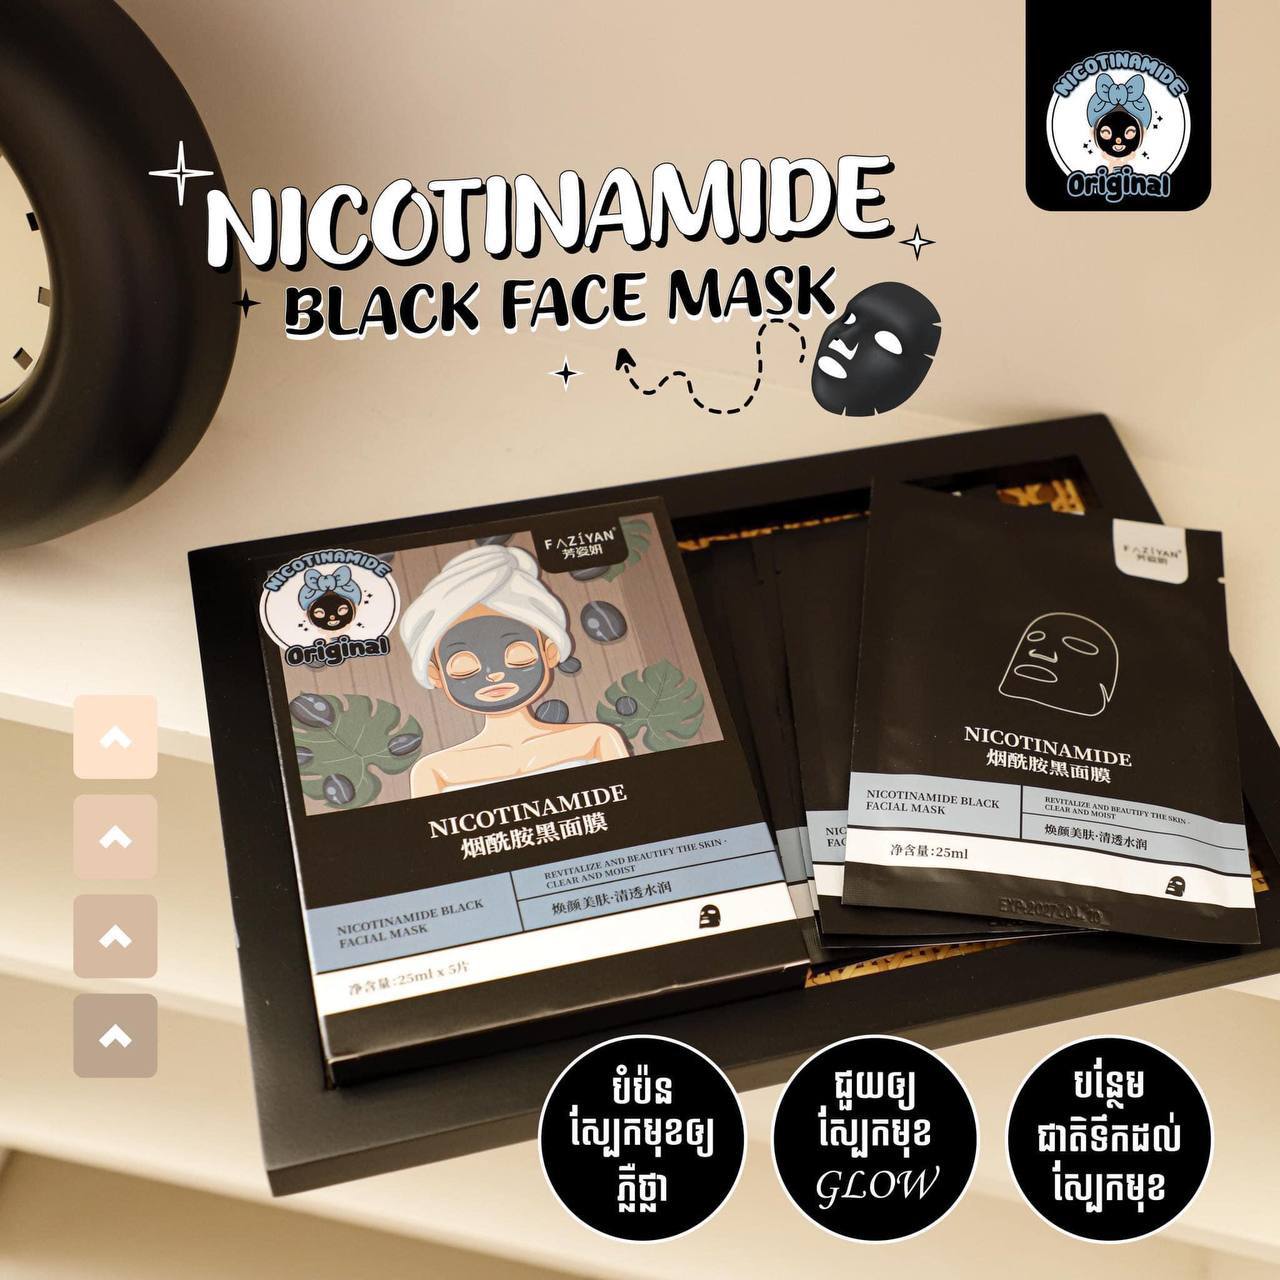 NICOTINAMIDE
Original
NICOTINAMIDE
BLACK FACE MASK
NICOTINAMIDE
Original
FAZIYAN®
芳姿妍
NICOTINAMIDE
烟酰胺黑面膜
NICOTINAMIDE BLACK
FACIAL MASK
REVITALIZE AND BEAUTIFY THE SKIN ·
CLEAR AND MOIST
焕颜美肤·清透水润
净含量:25ml x 5片
FAZIYAN®
芳姿妍
NICOTINAMIDE
烟酰胺黑面膜
NICOTINAMIDE BLACK
FACIAL MASK
REVITALIZE AND BEAUTIFY THE SKIN ·
CLEAR AND MOIST
焕颜美肤·清透水润
净含量:25ml
NIC
FAC
បំប៉ន
ស្បែកមុខឲ្យ
ភ្លឺថ្លា
ជួយឲ្យ
ស្បែកមុខ
GLOW
បន្ថែម
ជាតិទឹកដល់
ស្បែកមុខ